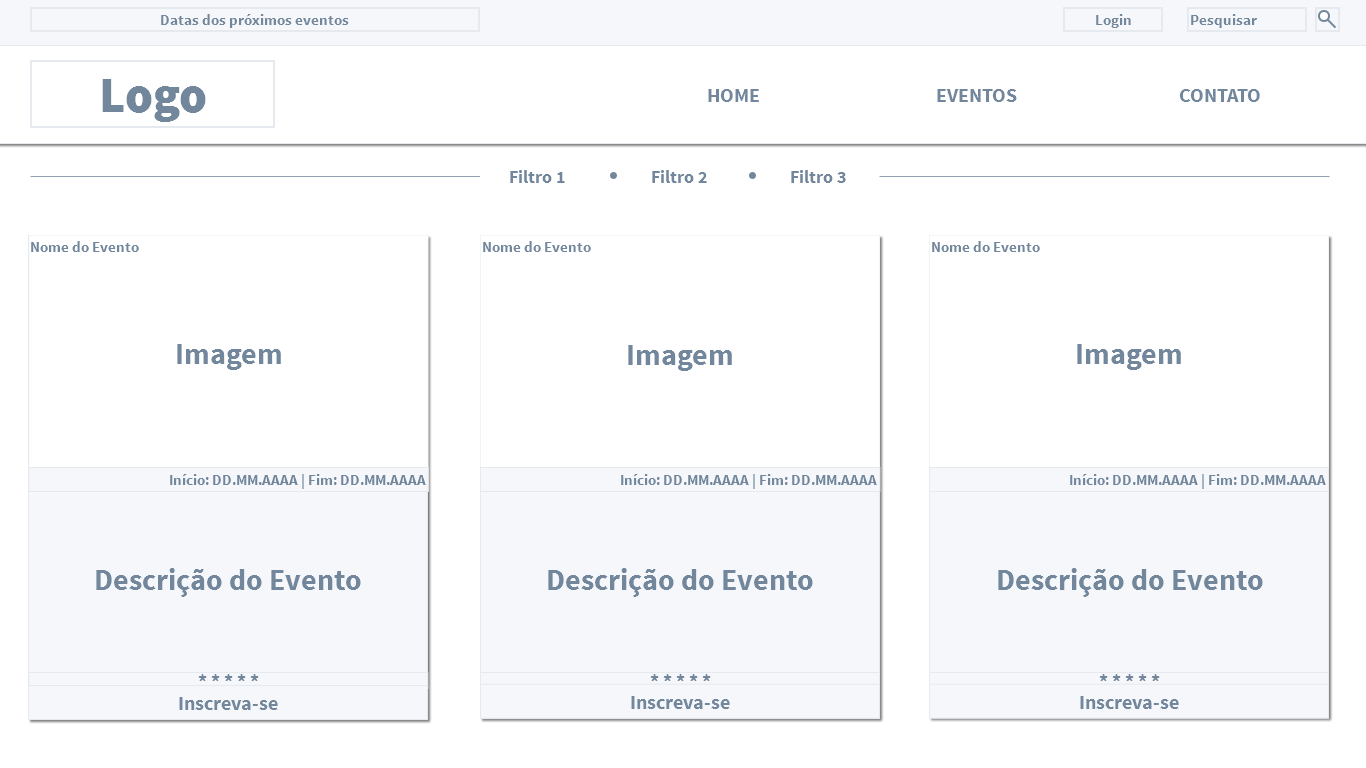 Datas dos próximos eventos
Login
Pesquisar
Logo
HOME
EVENTOS
CONTATO
Filtro 1 • Filtro 2 • Filtro 3
Nome do Evento
Imagem
Início: DD.MM.AAAA | Fim: DD.MM.AAAA
Descrição do Evento
* * * * *
Inscreva-se
Nome do Evento
Imagem
Início: DD.MM.AAAA | Fim: DD.MM.AAAA
Descrição do Evento
* * * * *
Inscreva-se
Nome do Evento
Imagem
Início: DD.MM.AAAA | Fim: DD.MM.AAAA
Descrição do Evento
* * * * *
Inscreva-se